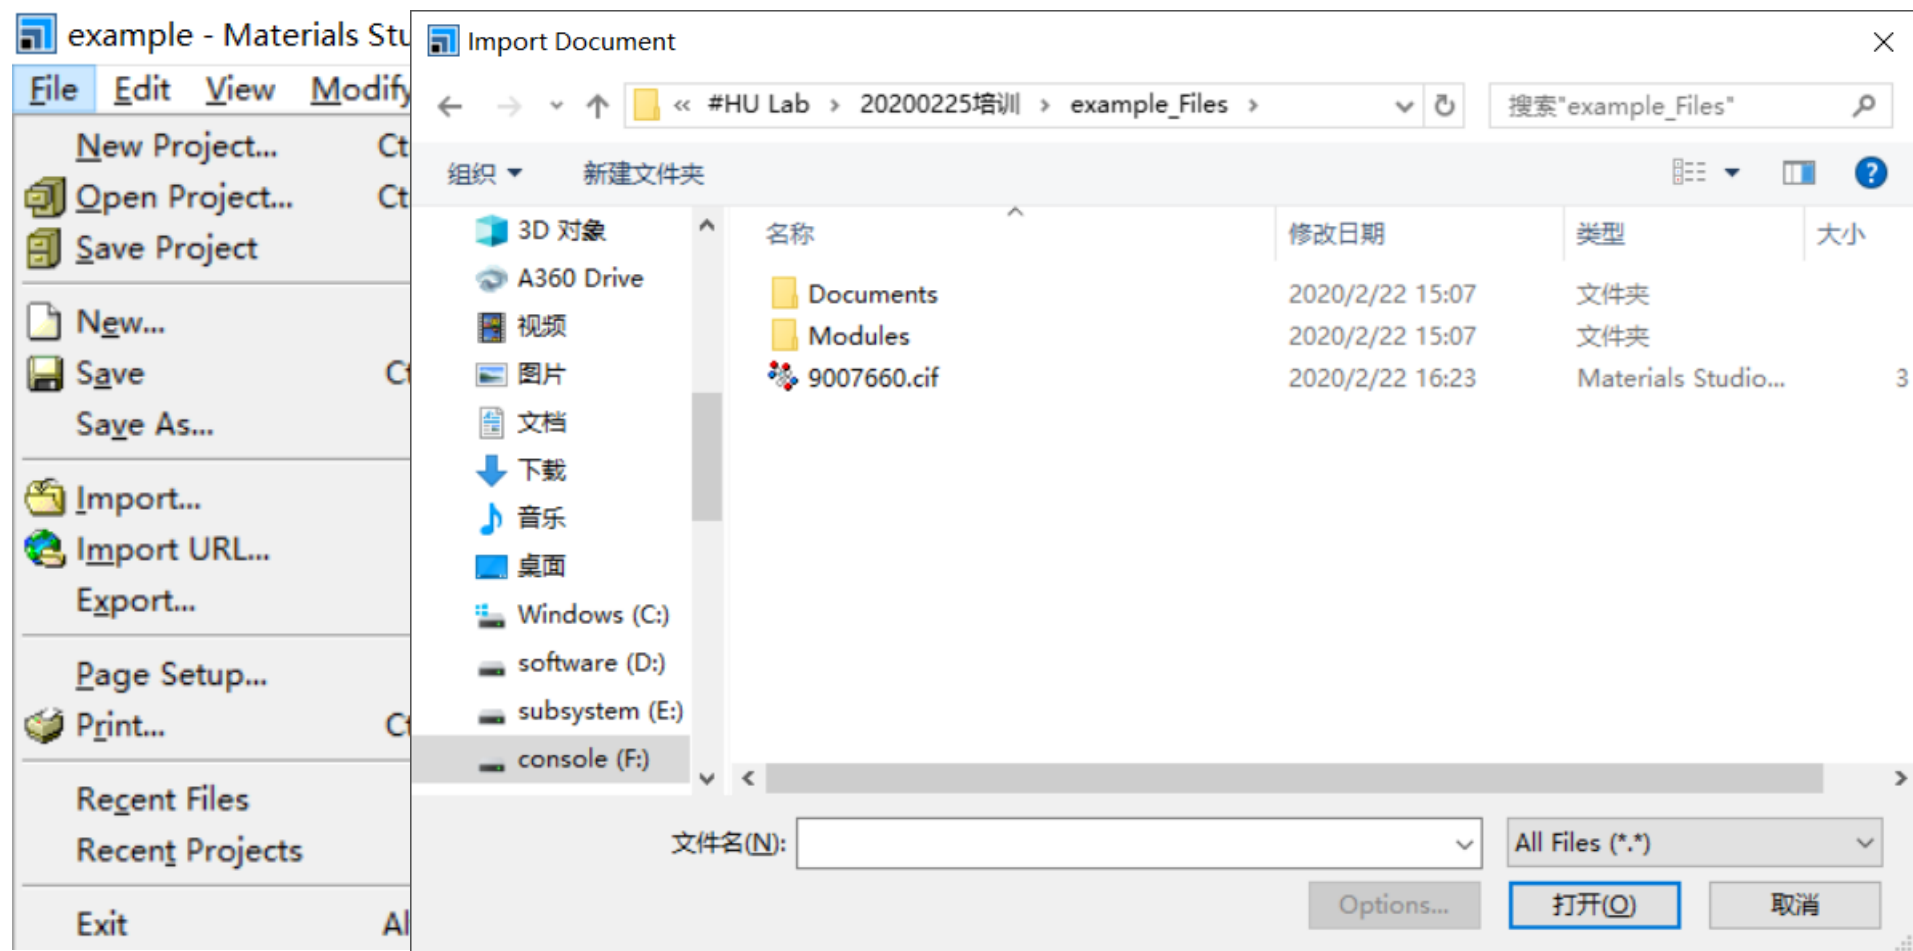 example - Materials Stu
File Edit View Modify
New Project... Ct
Open Project... Ct
Save Project
New...
Save Ct
Save As...
Import...
Import URL...
Export...
Page Setup...
Print... Ct
Recent Files
Recent Projects
Exit Al
Import Document
« #HU Lab › 20200225培训 › example_Files ›
搜索"example_Files"
组织 新建文件夹
3D 对象
A360 Drive
视频
图片
文档
下载
音乐
桌面
Windows (C:)
software (D:)
subsystem (E:)
console (F:)
名称 修改日期 类型 大小
Documents 2020/2/22 15:07 文件夹
Modules 2020/2/22 15:07 文件夹
9007660.cif 2020/2/22 16:23 Materials Studio... 3
文件名(N): All Files (*.*)
Options... 打开(O) 取消